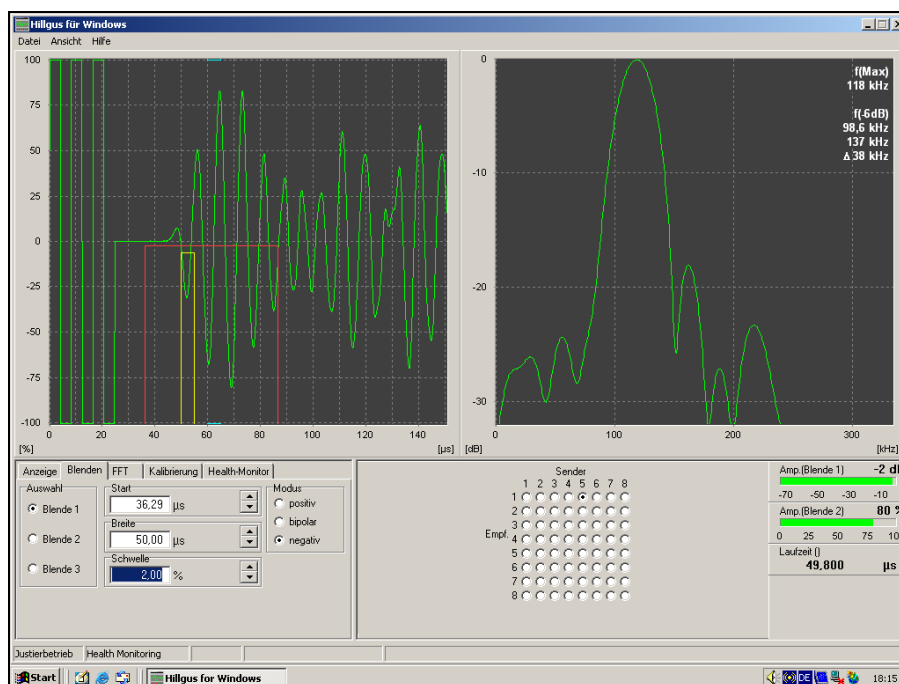 Hillgus für Windows
Datei Ansicht Hilfe
100
75
50
25
0
-25
-50
-75
-100
0 20 40 60 80 100 120 140
[%] [µs]
0
-10
-20
-30
0 100 200 300
[dB] [kHz]
f(Max)
118 kHz
f(-6dB)
98,6 kHz
137 kHz
Δ 38 kHz
Anzeige Blenden FFT Kalibrierung Health-Monitor
Auswahl
Blende 1
Blende 2
Blende 3
Start
36,29 µs
Breite
50,00 µs
Schwelle
2,00 %
Modus
positiv
bipolar
negativ
Sender
1 2 3 4 5 6 7 8
Empf.
1
2
3
4
5
6
7
8
Amp.(Blende 1) -2 dB
-70 -50 -30 -10
Amp.(Blende 2) 80 %
0 25 50 75 100
Laufzeit ()
49,800 µs
Justierbetrieb Health Monitoring
Start Hillgus for Windows DE 18:15